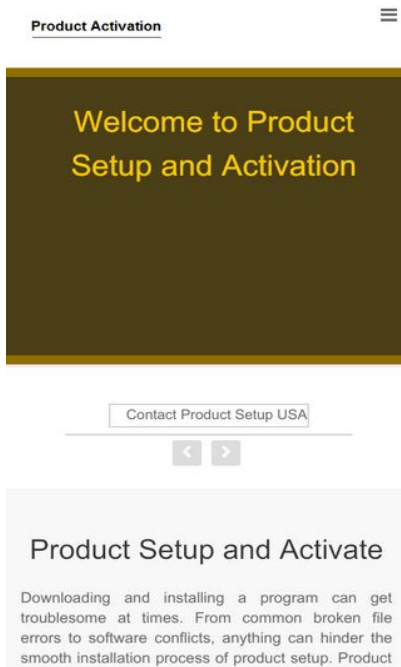 Product Activation
Welcome to Product
Setup and Activation
Contact Product Setup USA
Product Setup and Activate
Downloading and installing a program can get
troublesome at times. From common broken file
errors to software conflicts, anything can hinder the
smooth installation process of product setup. Product